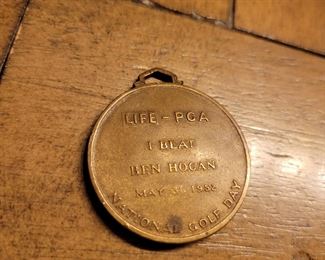 LIFE - PGA
I BEAT
BEN HOGAN
MAY 31, 1952
NATIONAL GOLF DAY